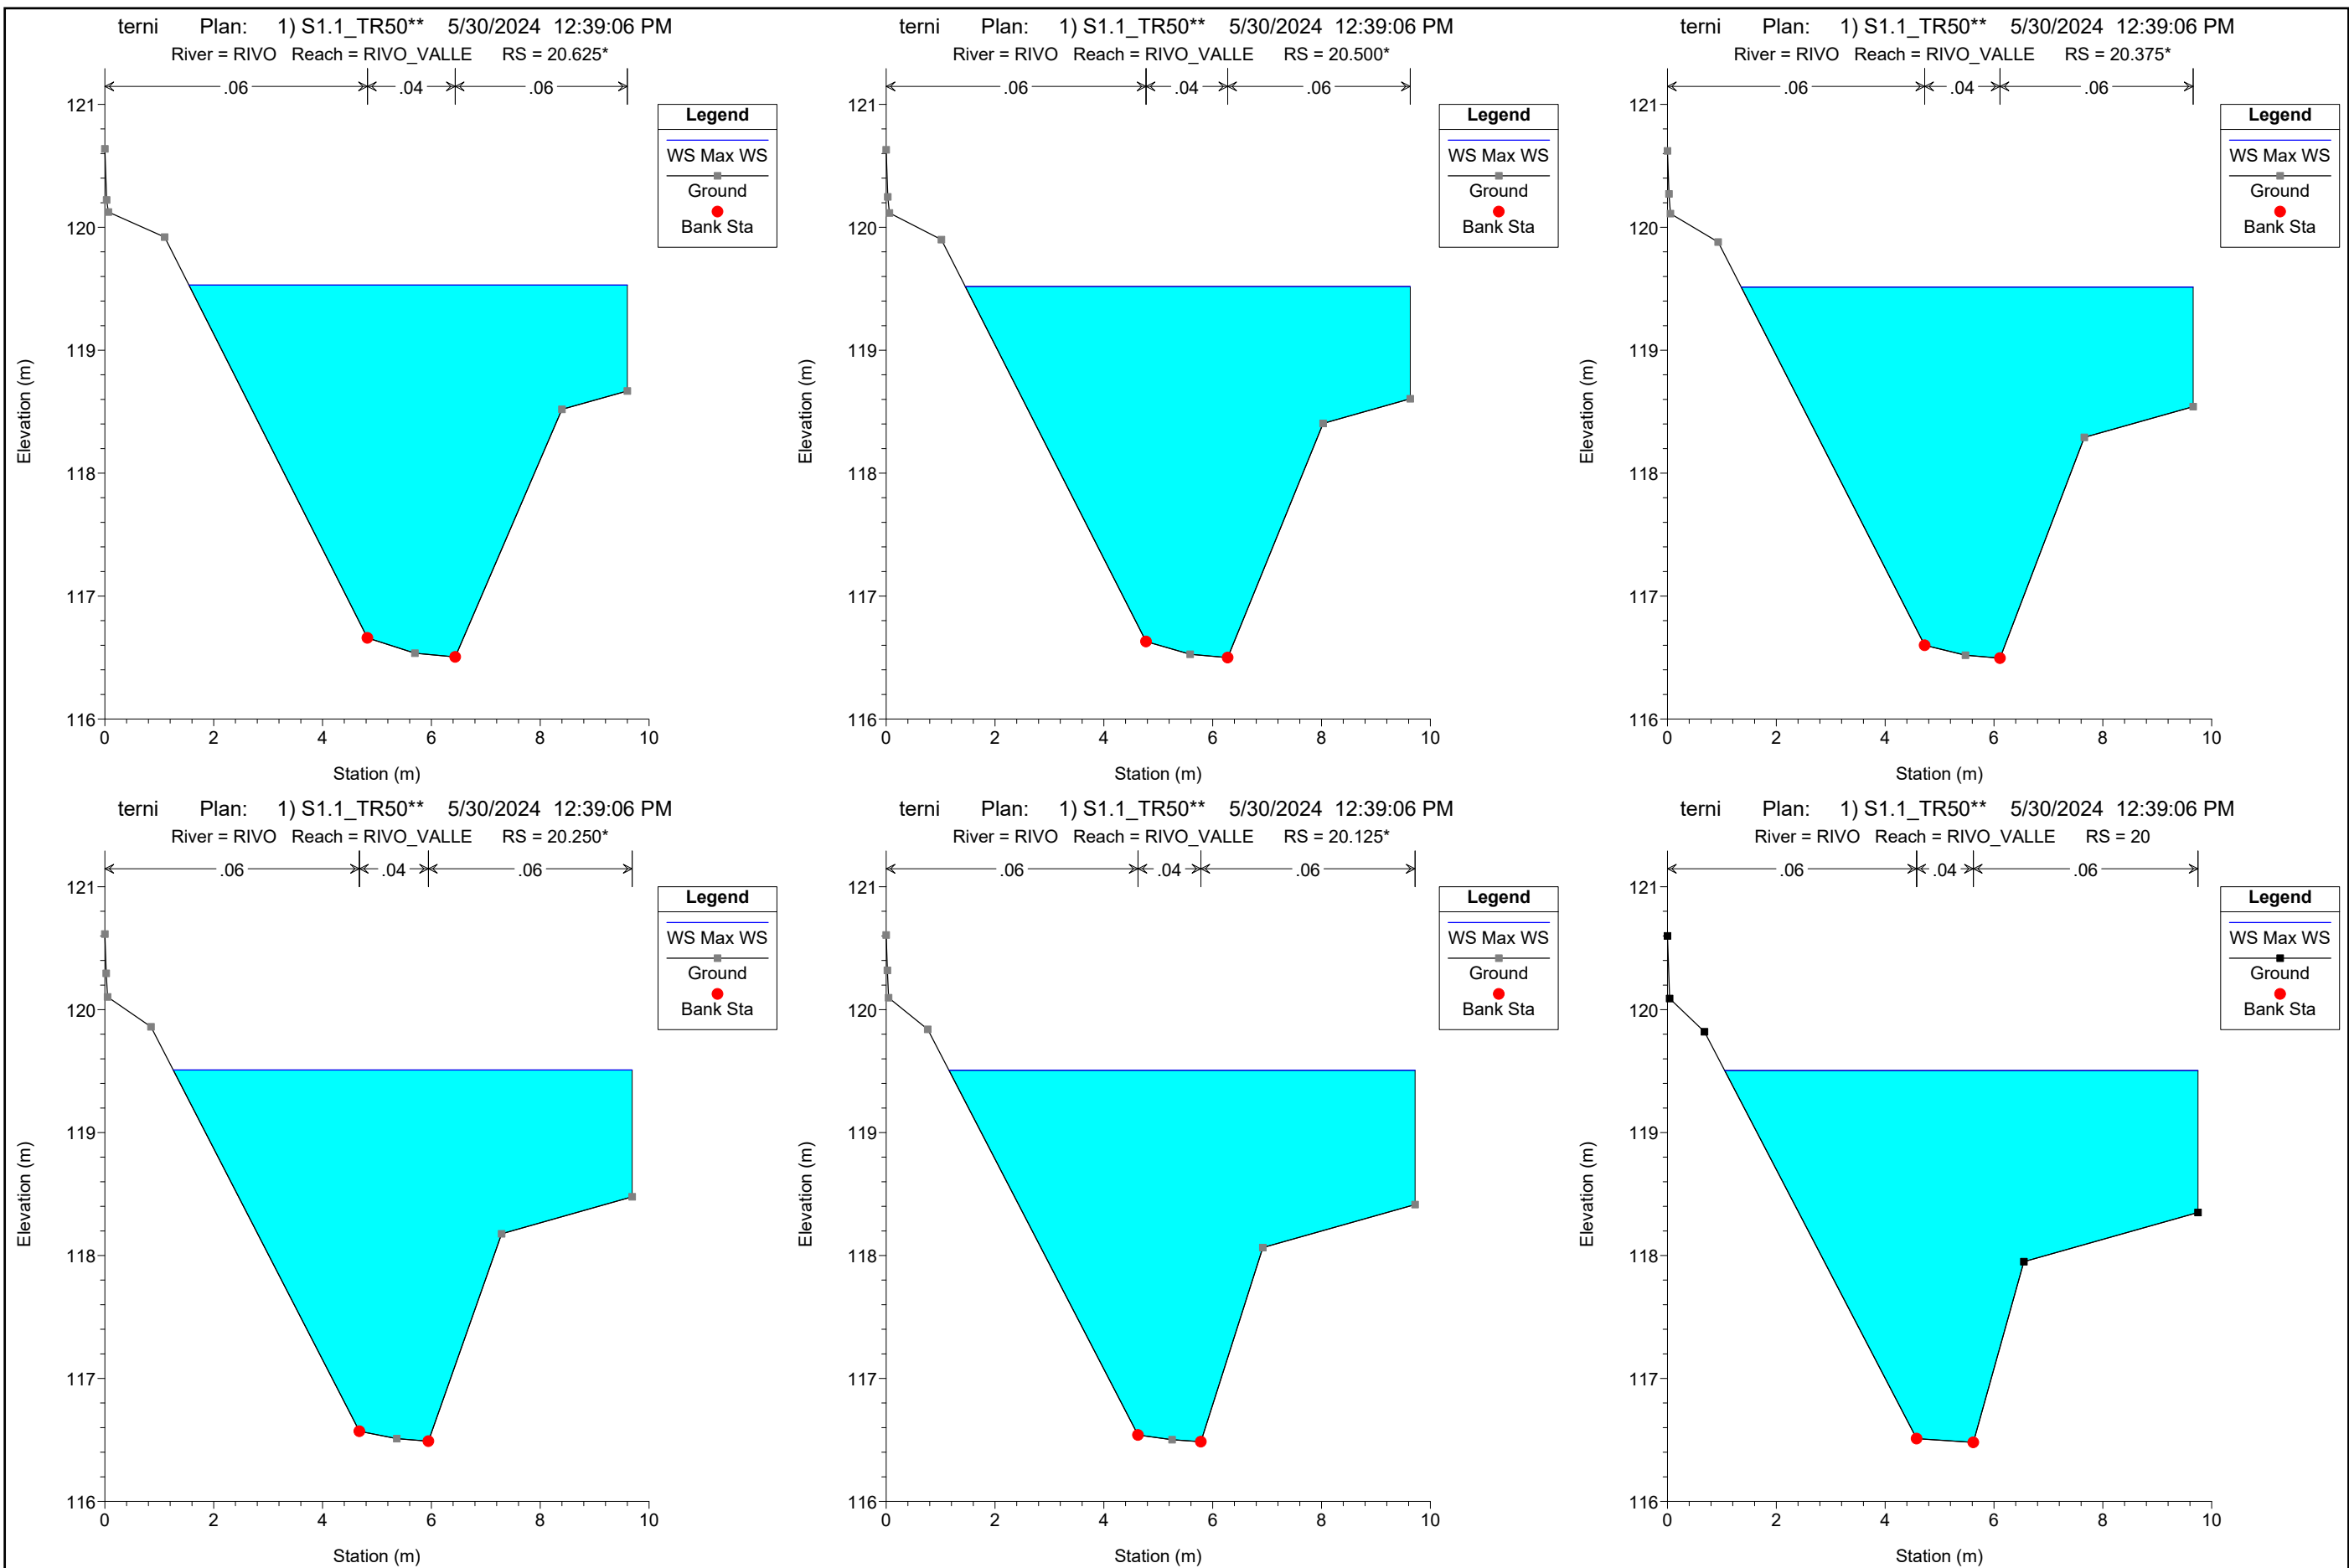 terni Plan: 1) S1.1_TR50** 5/30/2024 12:39:06 PM
River = RIVO Reach = RIVO_VALLE RS = 20.625*
.06 .04 .06
121
120
119
118
117
116
0 2 4 6 8 10
Elevation (m)
Station (m)
Legend
WS Max WS
Ground
Bank Sta
terni Plan: 1) S1.1_TR50** 5/30/2024 12:39:06 PM
River = RIVO Reach = RIVO_VALLE RS = 20.500*
.06 .04 .06
121
120
119
118
117
116
0 2 4 6 8 10
Elevation (m)
Station (m)
Legend
WS Max WS
Ground
Bank Sta
terni Plan: 1) S1.1_TR50** 5/30/2024 12:39:06 PM
River = RIVO Reach = RIVO_VALLE RS = 20.375*
.06 .04 .06
121
120
119
118
117
116
0 2 4 6 8 10
Elevation (m)
Station (m)
Legend
WS Max WS
Ground
Bank Sta
terni Plan: 1) S1.1_TR50** 5/30/2024 12:39:06 PM
River = RIVO Reach = RIVO_VALLE RS = 20.250*
.06 .04 .06
121
120
119
118
117
116
0 2 4 6 8 10
Elevation (m)
Station (m)
Legend
WS Max WS
Ground
Bank Sta
terni Plan: 1) S1.1_TR50** 5/30/2024 12:39:06 PM
River = RIVO Reach = RIVO_VALLE RS = 20.125*
.06 .04 .06
121
120
119
118
117
116
0 2 4 6 8 10
Elevation (m)
Station (m)
Legend
WS Max WS
Ground
Bank Sta
terni Plan: 1) S1.1_TR50** 5/30/2024 12:39:06 PM
River = RIVO Reach = RIVO_VALLE RS = 20
.06 .04 .06
121
120
119
118
117
116
0 2 4 6 8 10
Elevation (m)
Station (m)
Legend
WS Max WS
Ground
Bank Sta